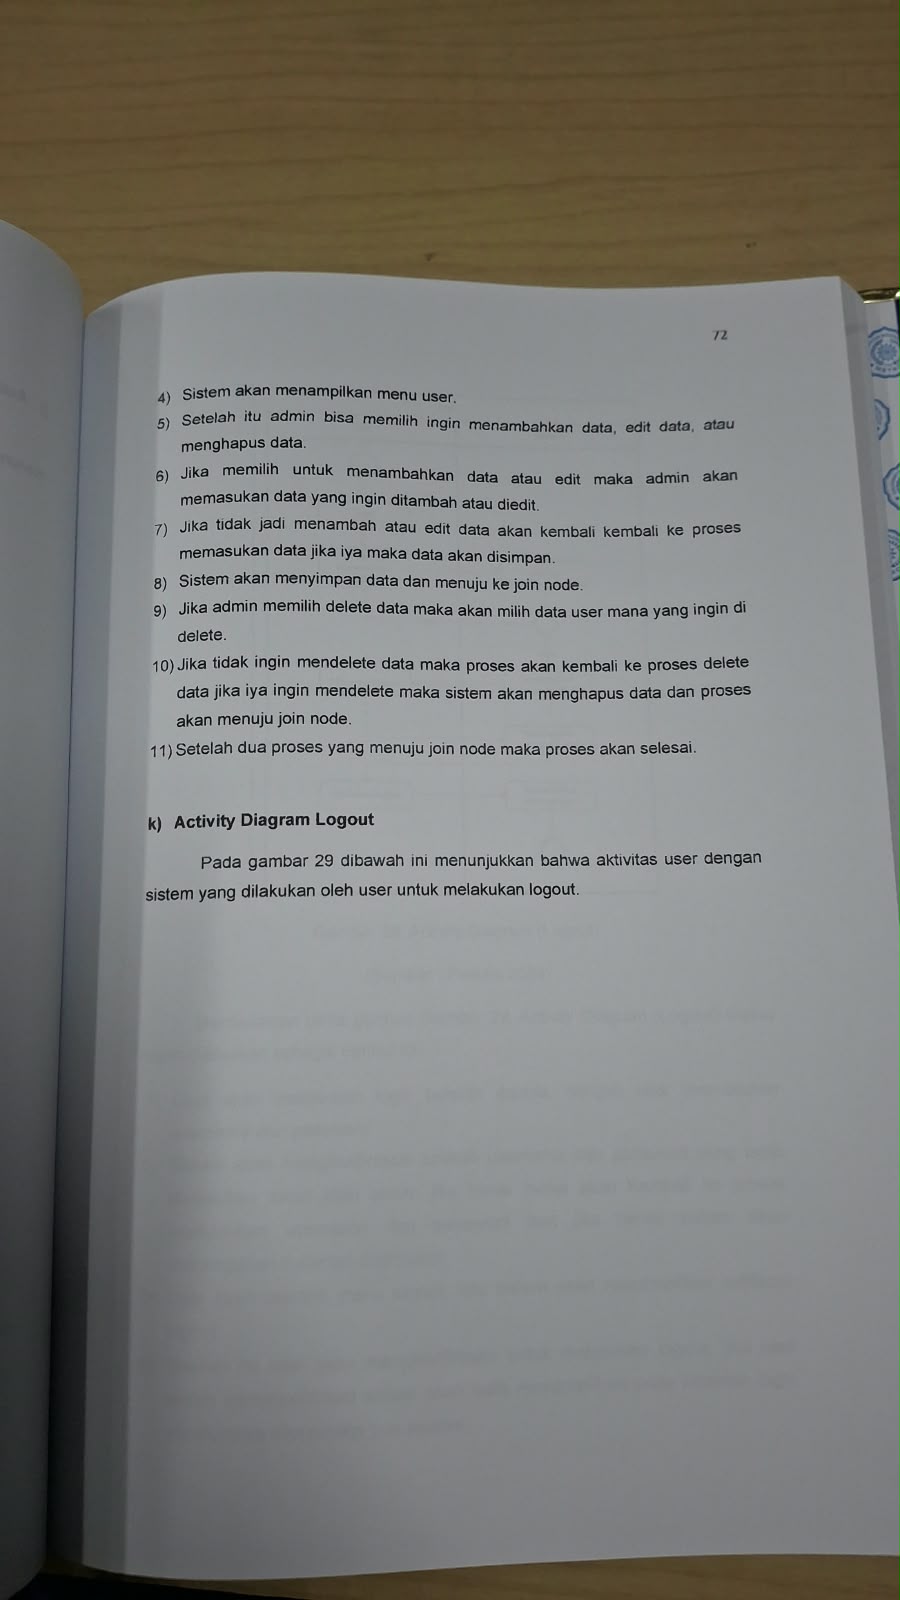 72
4) Sistem akan menampilkan menu user.
5) Setelah itu admin bisa memilih ingin menambahkan data, edit data, atau
menghapus data.
6) Jika memilih untuk menambahkan data atau edit maka admin akan
memasukan data yang ingin ditambah atau diedit.
7) Jika tidak jadi menambah atau edit data akan kembali kembali ke proses
memasukan data jika iya maka data akan disimpan.
8) Sistem akan menyimpan data dan menuju ke join node.
9) Jika admin memilih delete data maka akan milih data user mana yang ingin di
delete.
10) Jika tidak ingin mendelete data maka proses akan kembali ke proses delete
data jika iya ingin mendelete maka sistem akan menghapus data dan proses
akan menuju join node.
11) Setelah dua proses yang menuju join node maka proses akan selesai.
k) Activity Diagram Logout
Pada gambar 29 dibawah ini menunjukkan bahwa aktivitas user dengan
sistem yang dilakukan oleh user untuk melakukan logout.